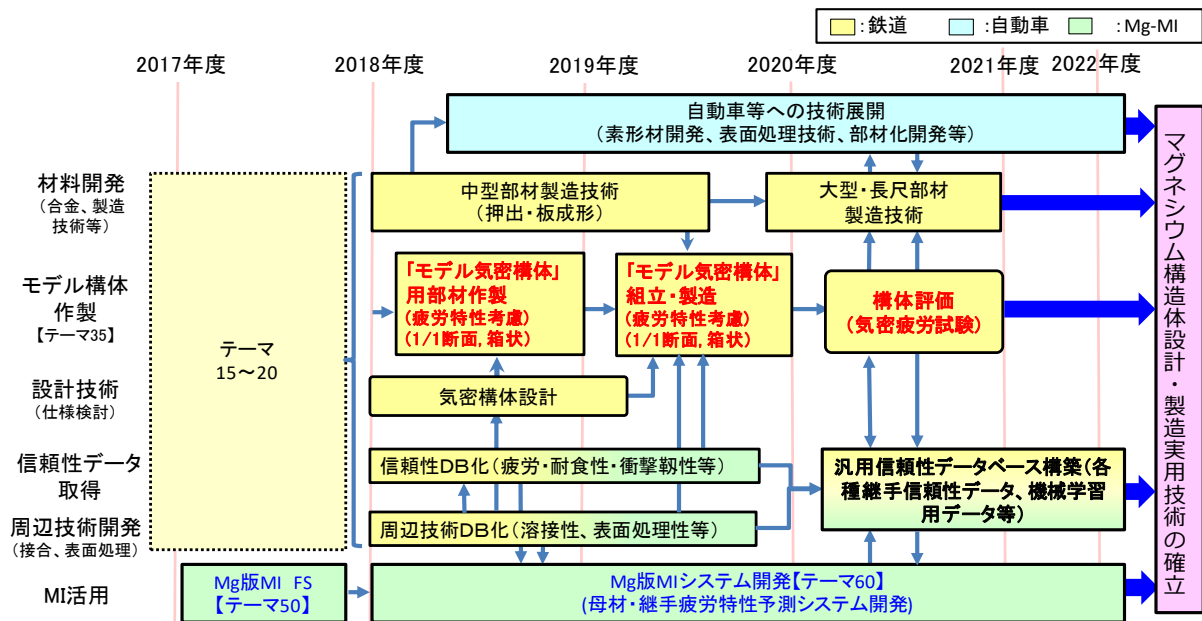 :鉄道
:自動車
:Mg-MI
2017年度
2018年度
2019年度
2020年度
2021年度
2022年度
自動車等への技術展開
(素形材開発、表面処理技術、部材化開発等)
材料開発
(合金、製造
技術等)
中型部材製造技術
(押出・板成形)
大型・長尺部材
製造技術
モデル構体
作製
【テーマ35】
「モデル気密構体」
用部材作製
(疲労特性考慮)
(1/1断面, 箱状)
「モデル気密構体」
組立・製造
(疲労特性考慮)
(1/1断面, 箱状)
構体評価
(気密疲労試験)
テーマ
15～20
設計技術
(仕様検討)
気密構体設計
信頼性データ
取得
信頼性DB化(疲労・耐食性・衝撃靱性等)
汎用信頼性データベース構築(各
種継手信頼性データ、機械学習
用データ等)
周辺技術開発
(接合、表面処理)
周辺技術DB化(溶接性、表面処理性等)
MI活用
Mg版MI FS
【テーマ50】
Mg版MIシステム開発【テーマ60】
(母材・継手疲労特性予測システム開発)
マグネシウム構造体設計・製造実用技術の確立